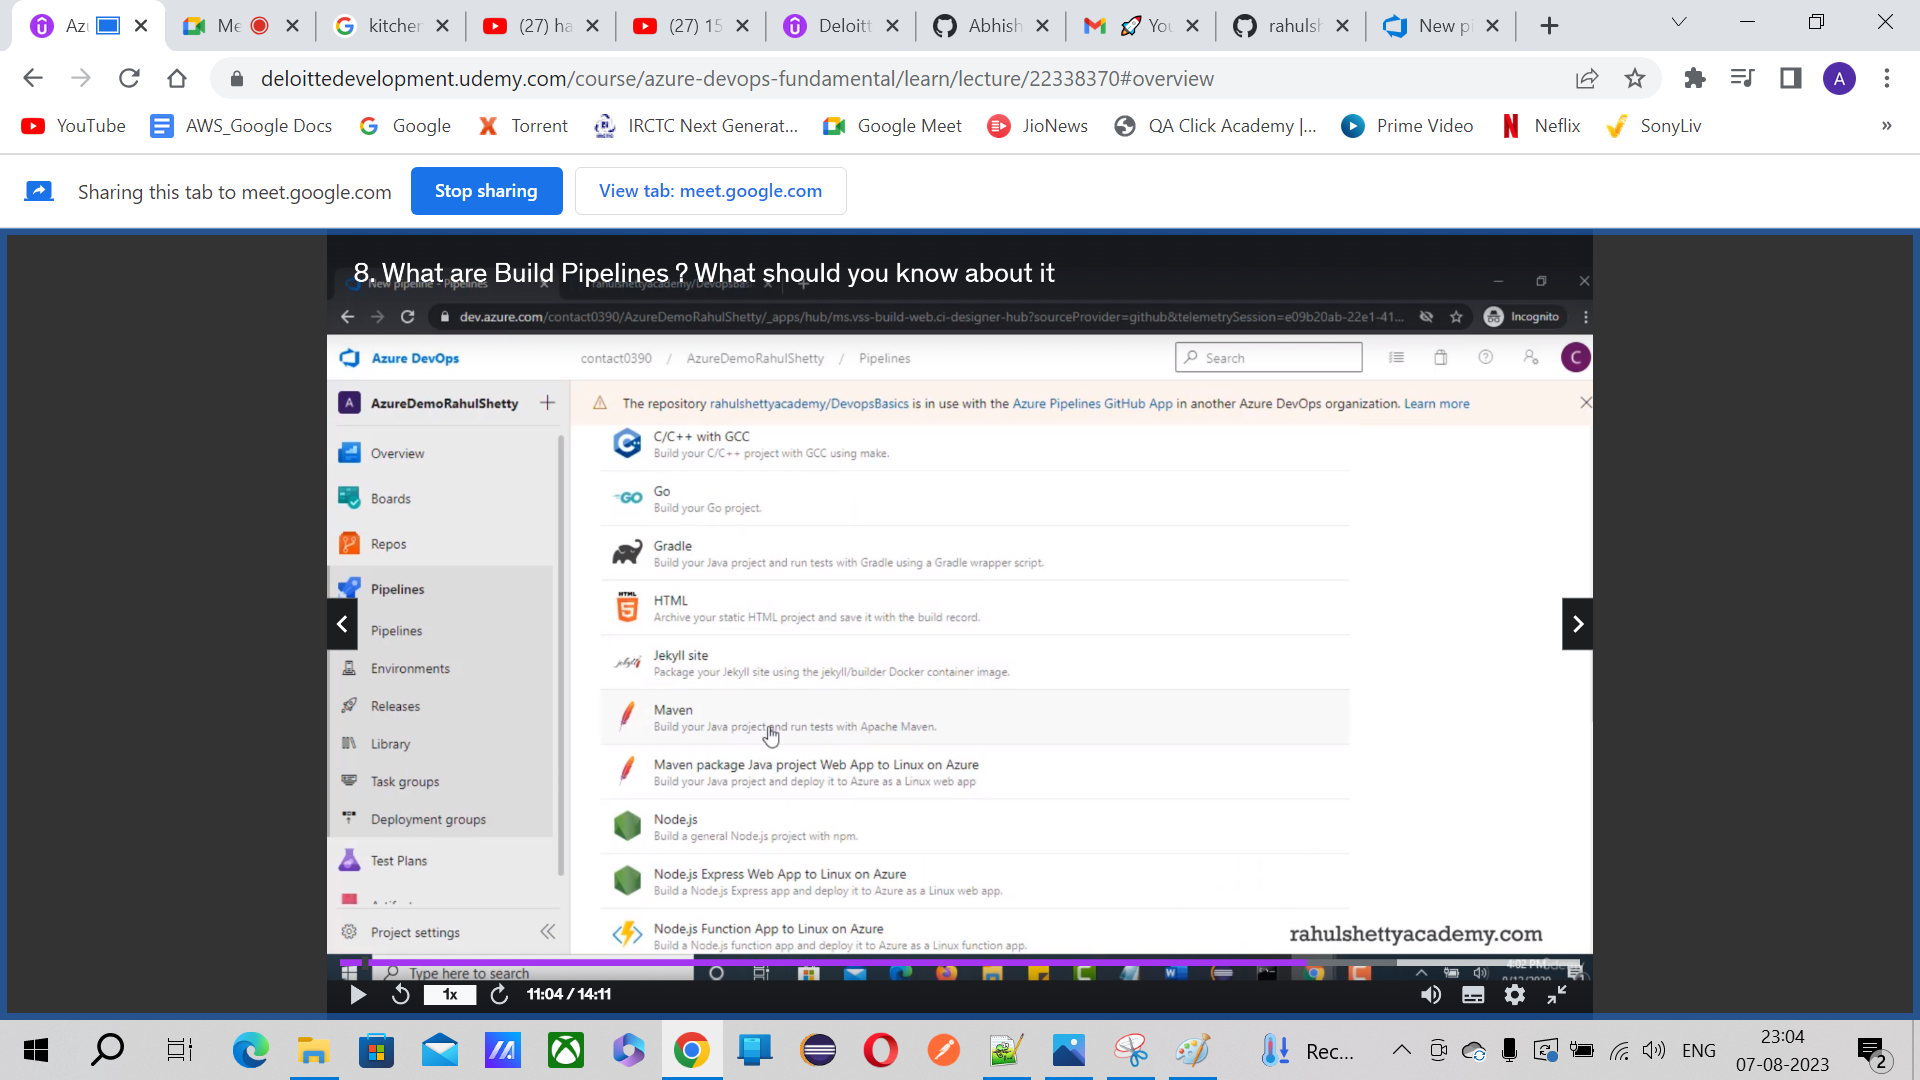 Az
Me
kitcher
(27) ha
(27) 15
Deloitt
Abhish
🚀 You
rahulsh
New pi
deloittedevelopment.udemy.com/course/azure-devops-fundamental/learn/lecture/22338370#overview
A
YouTube
AWS_Google Docs
Google
Torrent
IRCTC Next Generat...
Google Meet
JioNews
QA Click Academy |...
Prime Video
Neflix
SonyLiv
»
Sharing this tab to meet.google.com
Stop sharing
View tab: meet.google.com
8. What are Build Pipelines ? What should you know about it
New pipeline - Pipelines
dev.azure.com/contact0390/AzureDemoRahulShetty/_apps/hub/ms.vss-build-web.ci-designer-hub?sourceProvider=github&telemetrySession=e09b20ab-22e1-41...
Incognito
Azure DevOps
contact0390 / AzureDemoRahulShetty / Pipelines
Search
C
A AzureDemoRahulShetty
The repository rahulshettyacademy/DevopsBasics is in use with the Azure Pipelines GitHub App in another Azure DevOps organization. Learn more
Overview
Boards
Repos
Pipelines
Pipelines
Environments
Releases
Library
Task groups
Deployment groups
Test Plans
Project settings
C/C++ with GCC
Build your C/C++ project with GCC using make.
GO
Go
Build your Go project.
Gradle
Build your Java project and run tests with Gradle using a Gradle wrapper script.
HTML
5
HTML
Archive your static HTML project and save it with the build record.
jekyll
Jekyll site
Package your Jekyll site using the jekyll/builder Docker container image.
Maven
Build your Java project and run tests with Apache Maven.
Maven package Java project Web App to Linux on Azure
Build your Java project and deploy it to Azure as a Linux web app
Node.js
Build a general Node.js project with npm.
Node.js Express Web App to Linux on Azure
Build a Node.js Express app and deploy it to Azure as a Linux web app.
Node.js Function App to Linux on Azure
Build a Node.js function app and deploy it to Azure as a Linux function app.
rahulshettyacademy.com
Type here to search
4:02 PM
1x
11:04 / 14:11
Rec...
ENG
23:04
07-08-2023
2